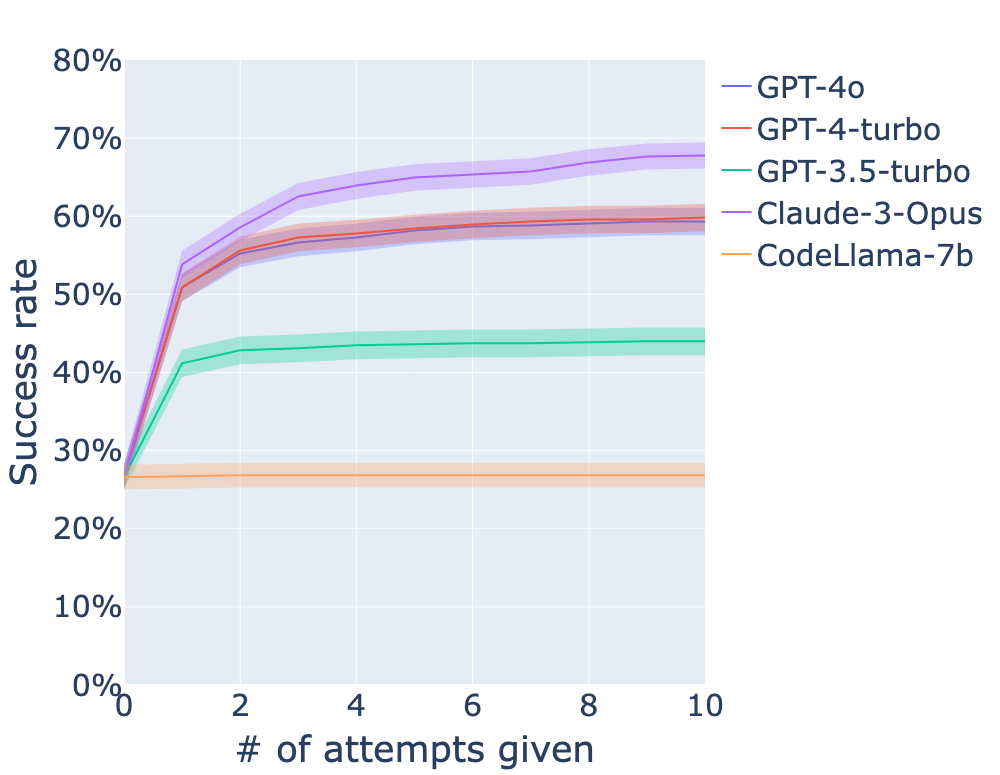 80%
70%
60%
50%
40%
30%
20%
10%
0%
Success rate
0 2 4 6 8 10
# of attempts given
GPT-4o
GPT-4-turbo
GPT-3.5-turbo
Claude-3-Opus
CodeLlama-7b